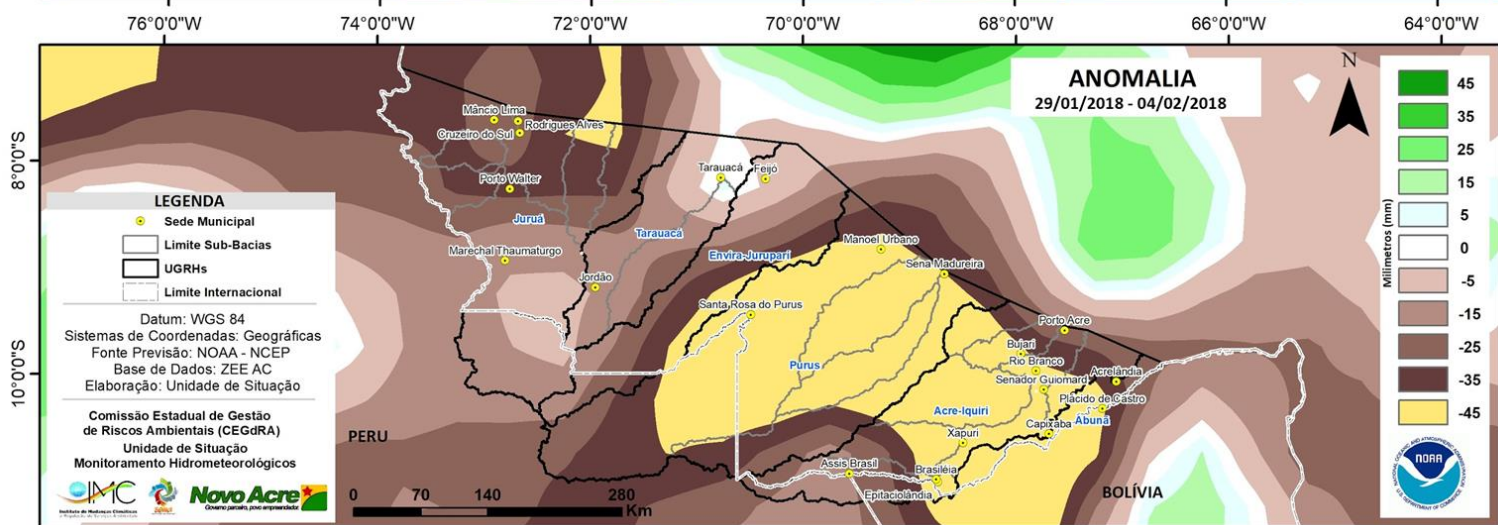 76°0'0"W
74°0'0"W
72°0'0"W
70°0'0"W
68°0'0"W
66°0'0"W
64°0'0"W
8°0'0"S
10°0'0"S
ANOMALIA
29/01/2018 - 04/02/2018
N
Milímetros (mm)
45
35
25
15
5
0
-5
-15
-25
-35
-45
Mâncio Lima
Rodrigues Alves
Cruzeiro do Sul
Porto Walter
Juruá
Marechal Thaumaturgo
Jordão
Tarauacá
Feijó
Tarauacá
Envira-Jurupari
Manoel Urbano
Sena Madureira
Santa Rosa do Purus
Purus
Porto Acre
Bujari
Rio Branco
Senador Guiomard
Acrelândia
Plácido de Castro
Acre-Iquiri
Abunã
Capixaba
Xapuri
Assis Brasil
Brasiléia
Epitaciolândia
PERU
BOLÍVIA
LEGENDA
Sede Municipal
Limite Sub-Bacias
UGRHs
Limite Internacional
Datum: WGS 84
Sistemas de Coordenadas: Geográficas
Fonte Previsão: NOAA - NCEP
Base de Dados: ZEE AC
Elaboração: Unidade de Situação
Comissão Estadual de Gestão
de Riscos Ambientais (CEGdRA)
Unidade de Situação
Monitoramento Hidrometeorológicos
IMC
Novo Acre
Governo parceiro, povo empreendedor.
0 70 140 280
Km
NOAA